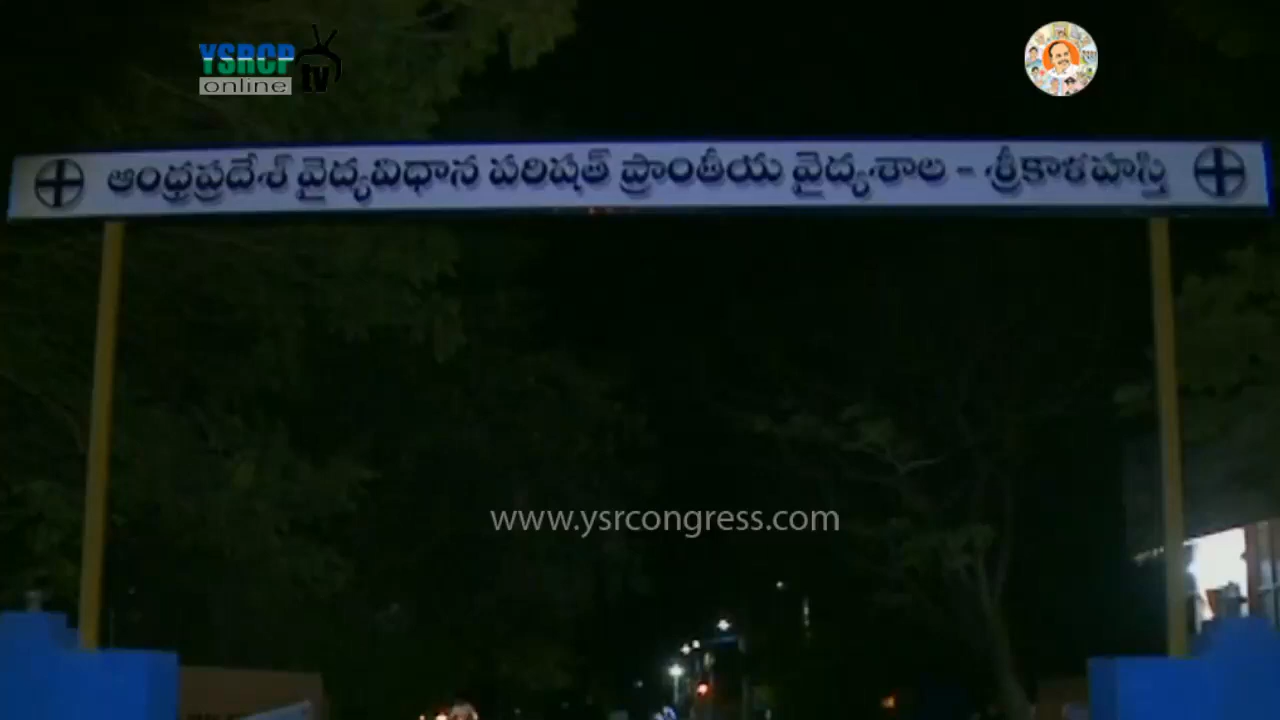 YSRCP tv
online
ఆంధ్రప్రదేశ్ వైద్యవిధాన పరిషత్ ప్రాంతీయ వైద్యశాల - శ్రీకాళహస్తి
www.ysrcongress.com